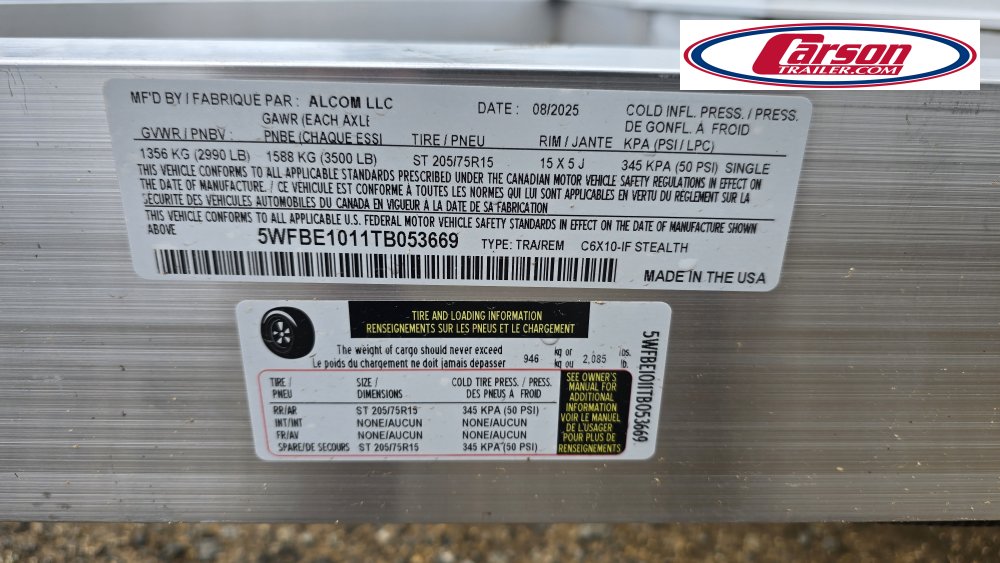 Carson
TRAILER.COM
MF'D BY / FABRIQUE PAR : ALCOM LLC DATE : 08/2025 COLD INFL. PRESS. / PRESS.
GAWR (EACH AXLE DE GONFL. À FROID
GVWR / PNBV : PNBE (CHAQUE ESSI TIRE / PNEU RIM / JANTE KPA (PSI / LPC)
1356 KG (2990 LB) 1588 KG (3500 LB) ST 205/75R15 15 X 5 J 345 KPA (50 PSI) SINGLE
THIS VEHICLE CONFORMS TO ALL APPLICABLE STANDARDS PRESCRIBED UNDER THE CANADIAN MOTOR VEHICLE SAFETY REGULATIONS IN EFFECT ON
THE DATE OF MANUFACTURE. / CE VÉHICULE EST CONFORME À TOUTES LES NORMES QUI LUI SONT APPLICABLES EN VERTU DU RÈGLEMENT SUR LA
SÉCURITÉ DES VÉHICULES AUTOMOBILES DU CANADA EN VIGUEUR À LA DATE DE SA FABRICATION
THIS VEHICLE CONFORMS TO ALL APPLICABLE U.S. FEDERAL MOTOR VEHICLE SAFETY STANDARDS IN EFFECT ON THE DATE OF MANUFACTURE SHOWN
ABOVE 5WFBE1011TB053669 TYPE: TRA/REM C6X10-IF STEALTH
MADE IN THE USA
TIRE AND LOADING INFORMATION
RENSEIGNEMENTS SUR LES PNEUS ET LE CHARGEMENT
The weight of cargo should never exceed kg or lbs.
Le poids du chargement ne doit jamais depasser 946 kg ou 2,085 lb.
TIRE / SIZE / COLD TIRE PRESS. / PRESS.
PNEU DIMENSIONS DES PNEUS À FROID
RR/AR ST 205/75R15 345 KPA (50 PSI)
INT/INT NONE/AUCUN NONE/AUCUN
FR/AV NONE/AUCUN NONE/AUCUN
SPARE/DE SECOURS ST 205/75R15 345 KPA (50 PSI)
SEE OWNER'S
MANUAL FOR
ADDITIONAL
INFORMATION
VOIR LE MANUEL
DE L'USAGER
POUR PLUS DE
RENSEIGNEMENTS
5WFBE1011TB053669